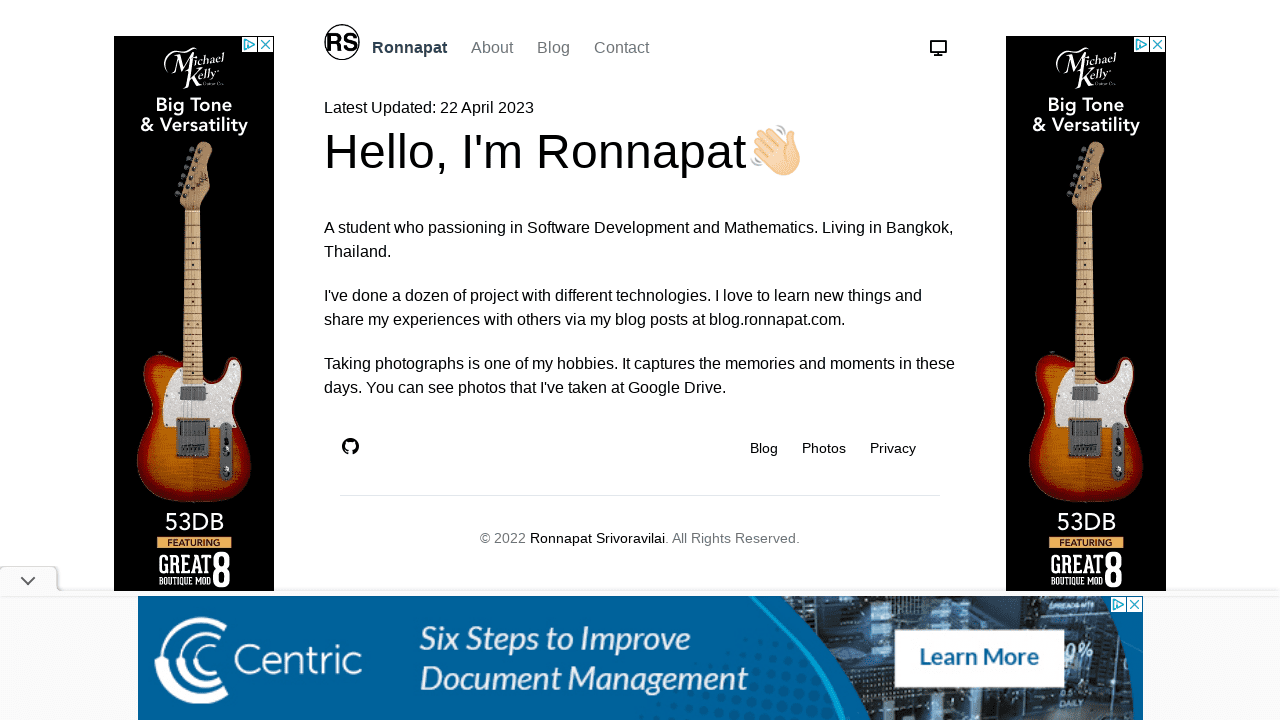 RS Ronnapat About Blog Contact
Latest Updated: 22 April 2023
Hello, I'm Ronnapat👋🏻
A student who passioning in Software Development and Mathematics. Living in Bangkok,
Thailand.
I've done a dozen of project with different technologies. I love to learn new things and
share my experiences with others via my blog posts at blog.ronnapat.com.
Taking photographs is one of my hobbies. It captures the memories and moments in these
days. You can see photos that I've taken at Google Drive.
Blog Photos Privacy
© 2022 Ronnapat Srivoravilai. All Rights Reserved.
Michael
Kelly
Guitar Co.
Big Tone
& Versatility
53DB
FEATURING
GREAT
BOUTIQUE MOD 8
Michael
Kelly
Guitar Co.
Big Tone
& Versatility
53DB
FEATURING
GREAT
BOUTIQUE MOD 8
Centric
Six Steps to Improve
Document Management
Learn More